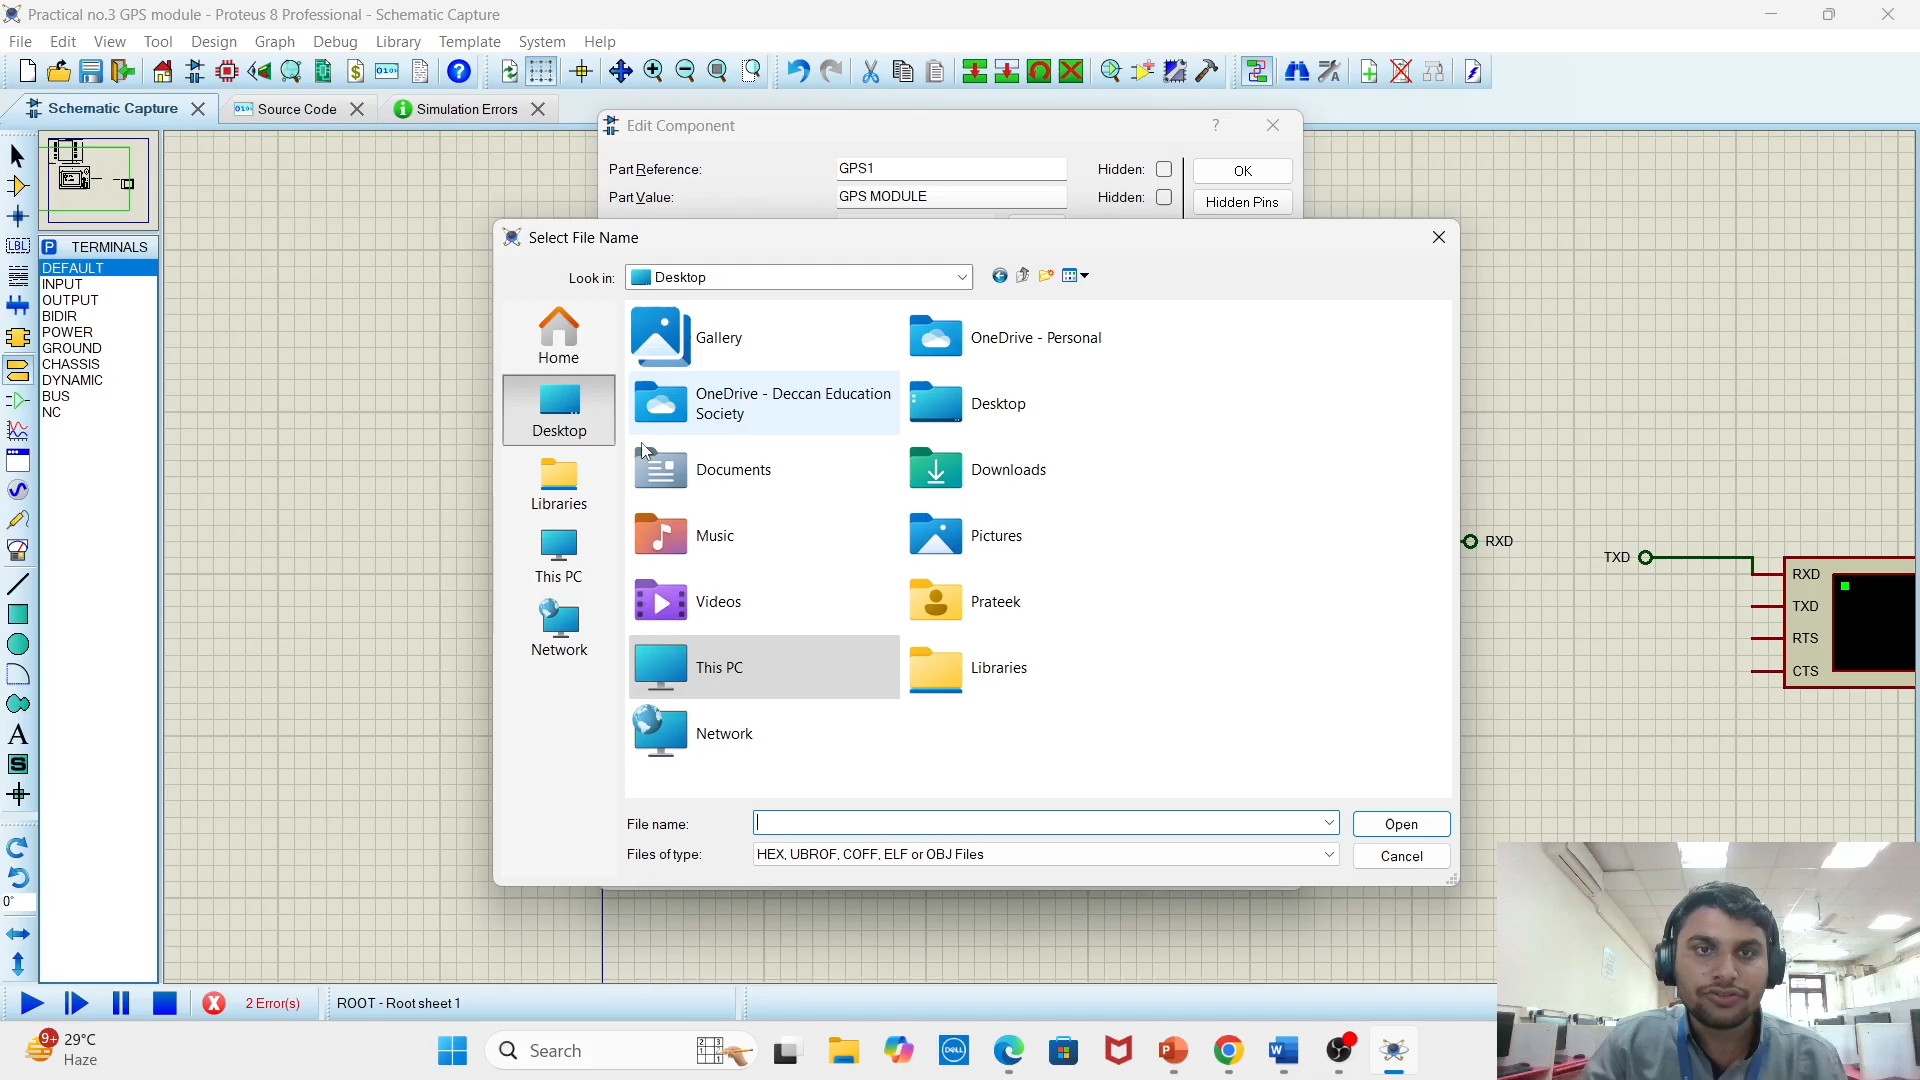 Practical no.3 GPS module - Proteus 8 Professional - Schematic Capture
File Edit View Tool Design Graph Debug Library Template System Help
Schematic Capture
Source Code
Simulation Errors
Edit Component
?
Part Reference:
GPS1
Hidden:
OK
Part Value:
GPS MODULE
Hidden:
Hidden Pins
LBL
P TERMINALS
DEFAULT
INPUT
OUTPUT
BIDIR
POWER
GROUND
CHASSIS
DYNAMIC
BUS
NC
A
S
0°
Select File Name
Look in:
Desktop
Home
Desktop
Libraries
This PC
Network
Gallery
OneDrive - Personal
OneDrive - Deccan Education
Society
Desktop
Documents
Downloads
Music
Pictures
Videos
Prateek
This PC
Libraries
Network
File name:
Open
Files of type:
HEX, UBROF, COFF, ELF or OBJ Files
Cancel
RXD
TXD
RXD
TXD
RTS
CTS
2 Error(s)
ROOT - Root sheet 1
9+
29°C
Haze
Search
DELL